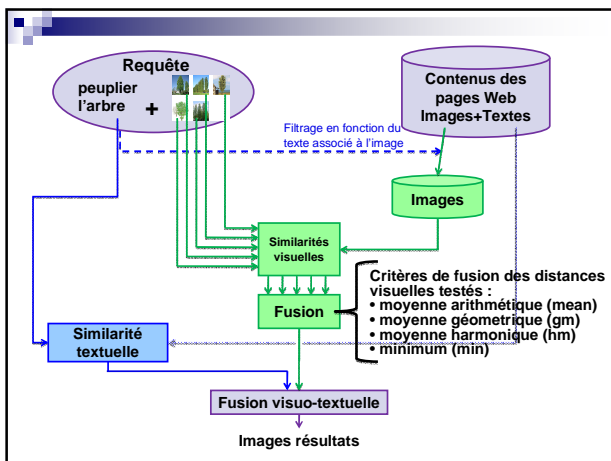 Requête
peuplier
l'arbre
+
Contenus des
pages Web
Images+Textes
Filtrage en fonction du
texte associé à l'image
Images
Similarités
visuelles
Critères de fusion des distances
visuelles testés :
• moyenne arithmétique (mean)
• moyenne géometrique (gm)
• moyenne harmonique (hm)
• minimum (min)
Fusion
Similarité
textuelle
Fusion visuo-textuelle
Images résultats